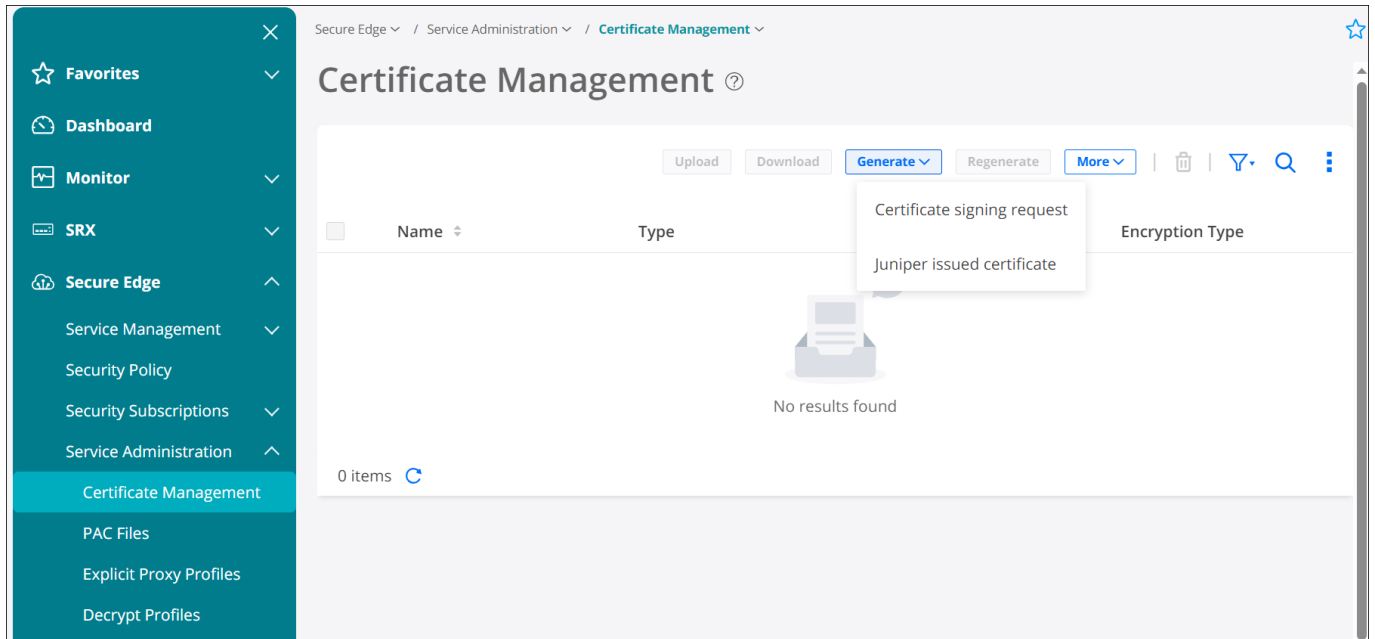 Secure Edge / Service Administration / Certificate Management
Certificate Management ?
Favorites
Dashboard
Monitor
SRX
Secure Edge
Service Management
Security Policy
Security Subscriptions
Service Administration
Certificate Management
PAC Files
Explicit Proxy Profiles
Decrypt Profiles
Upload Download Generate Regenerate More
Certificate signing request
Juniper issued certificate
Name Type Encryption Type
No results found
0 items